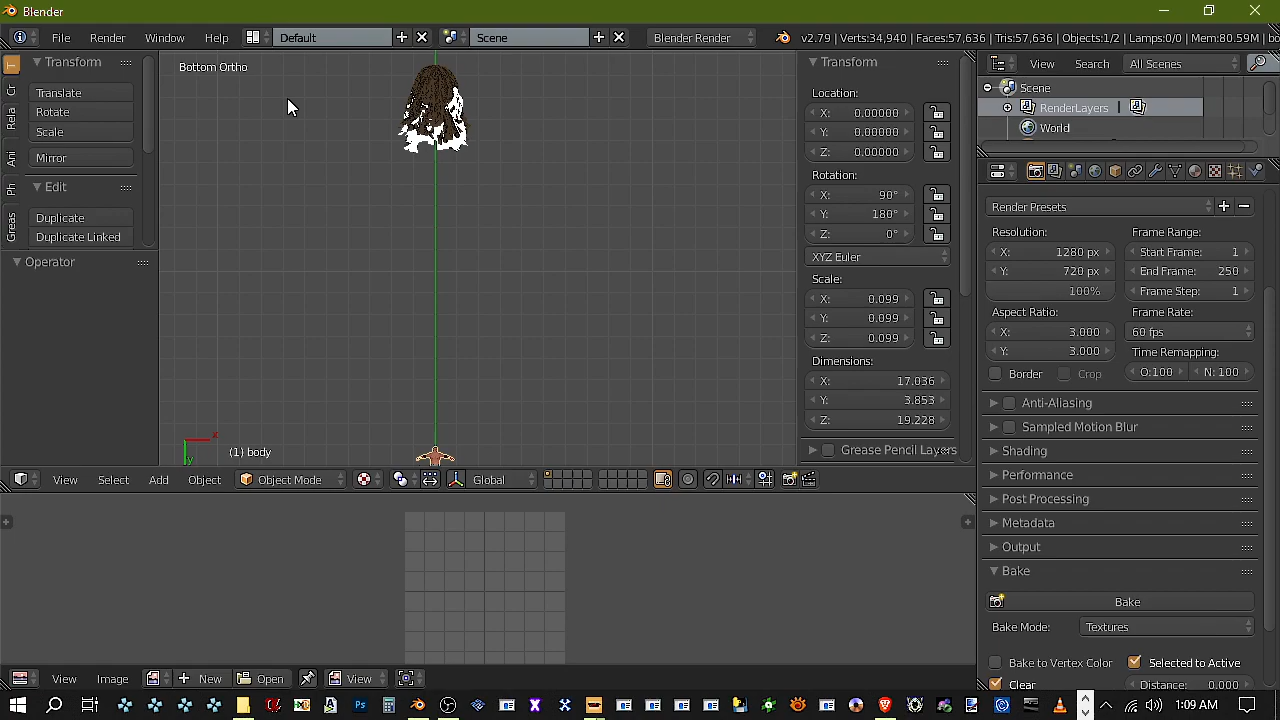 Blender
File Render Window Help Default Scene Blender Render v2.79 | Verts:34,940 | Faces:57,636 | Tris:57,636 | Objects:1/2 | Lamps:0/0 | Mem:80.59m | bo
Transform
Translate
Rotate
Scale
Mirror
Edit
Duplicate
Duplicate Linked
Operator
T
Cr
Rela
Ani
Ph
Greas
Bottom Ortho
x
y
(1) body
Transform
Location:
X: 0.00000
Y: 0.00000
Z: 0.00000
Rotation:
X: 90°
Y: 180°
Z: 0°
XYZ Euler
Scale:
X: 0.099
Y: 0.099
Z: 0.099
Dimensions:
X: 17.036
Y: 3.853
Z: 19.228
Grease Pencil Layers
View Search All Scenes
Scene
RenderLayers |
World
Render Presets
Resolution: Frame Range:
X: 1280 px Start Frame: 1
Y: 720 px End Frame: 250
100% Frame Step: 1
Aspect Ratio: Frame Rate:
X: 3.000 60 fps
Y: 3.000 Time Remapping:
Border Crop O:100 N: 100
Anti-Aliasing
Sampled Motion Blur
Shading
Performance
Post Processing
Metadata
Output
Bake
Bake
Bake Mode: Textures
Bake to Vertex Color Selected to Active
Clear Distance: 0.000
View Add Object Object Mode Global
View Image New Open View
1:09 AM